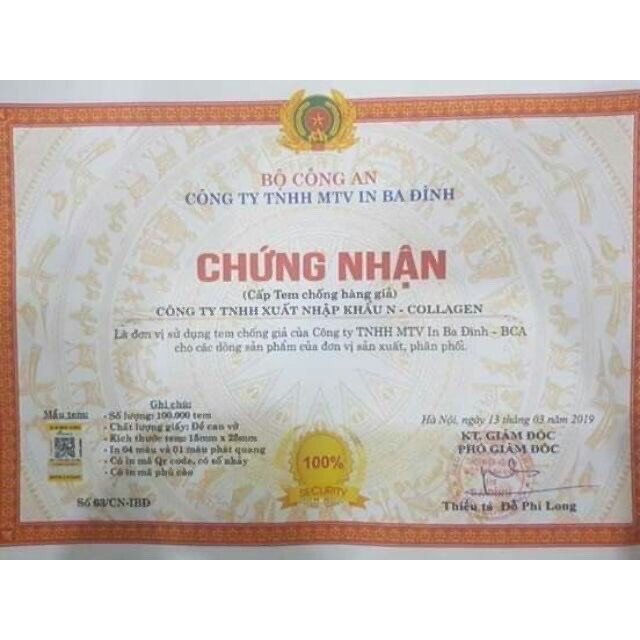 BỘ CÔNG AN
CÔNG TY TNHH MTV IN BA ĐÌNH
CHỨNG NHẬN
(Cấp Tem chống hàng giả)
CÔNG TY TNHH XUẤT NHẬP KHẨU N - COLLAGEN
Là đơn vị sử dụng tem chống giả của Công ty TNHH MTV In Ba Đình - BCA
cho các dòng sản phẩm của đơn vị sản xuất, phân phối.
Mẫu tem:
Ghi chú:
- Số lượng: 100.000 tem
- Chất lượng giấy: Đề can vỡ
- Kích thước tem: 18mm x 25mm
- In 04 màu và 01 màu phát quang
- Có in mã Qr code, có số nhảy
- Có in mã phủ cào
Số 63/CN-IBĐ
100%
SECURITY
Hà Nội, ngày 13 tháng 03 năm 2019
KT. GIÁM ĐỐC
PHÓ GIÁM ĐỐC
Thiếu tá Đỗ Phi Long